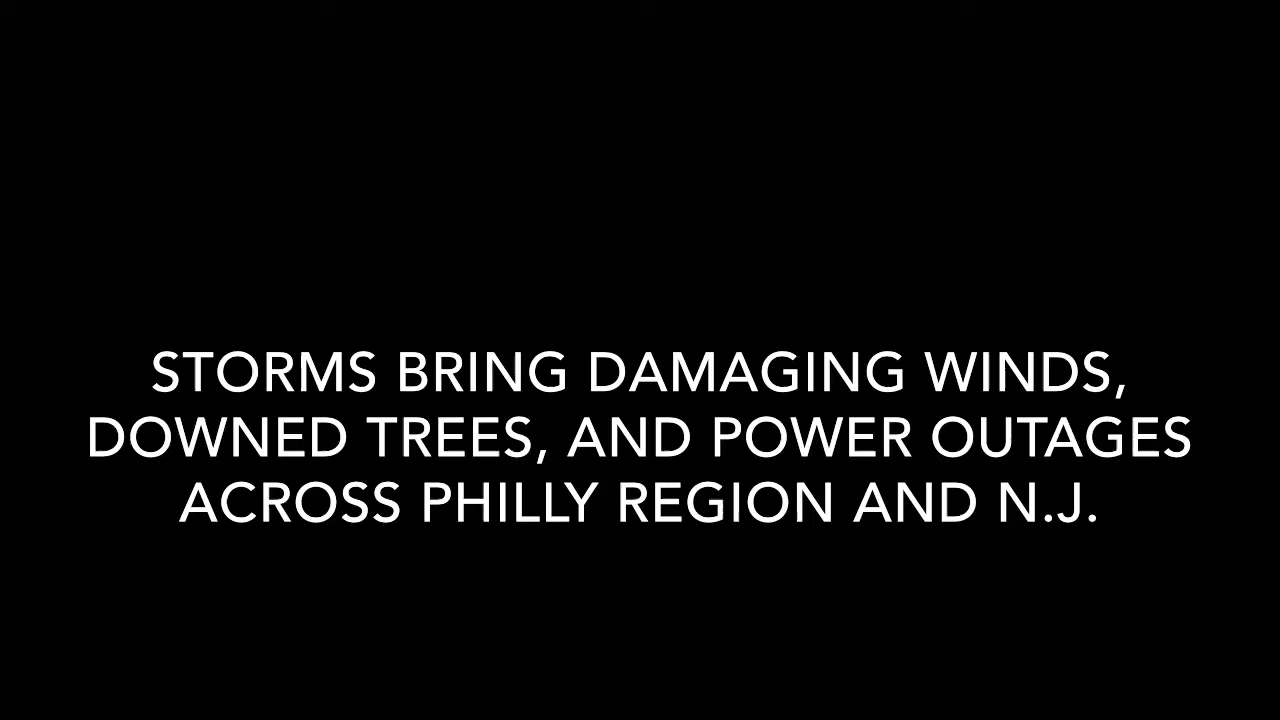 STORMS BRING DAMAGING WINDS,
DOWNED TREES, AND POWER OUTAGES
ACROSS PHILLY REGION AND N.J.